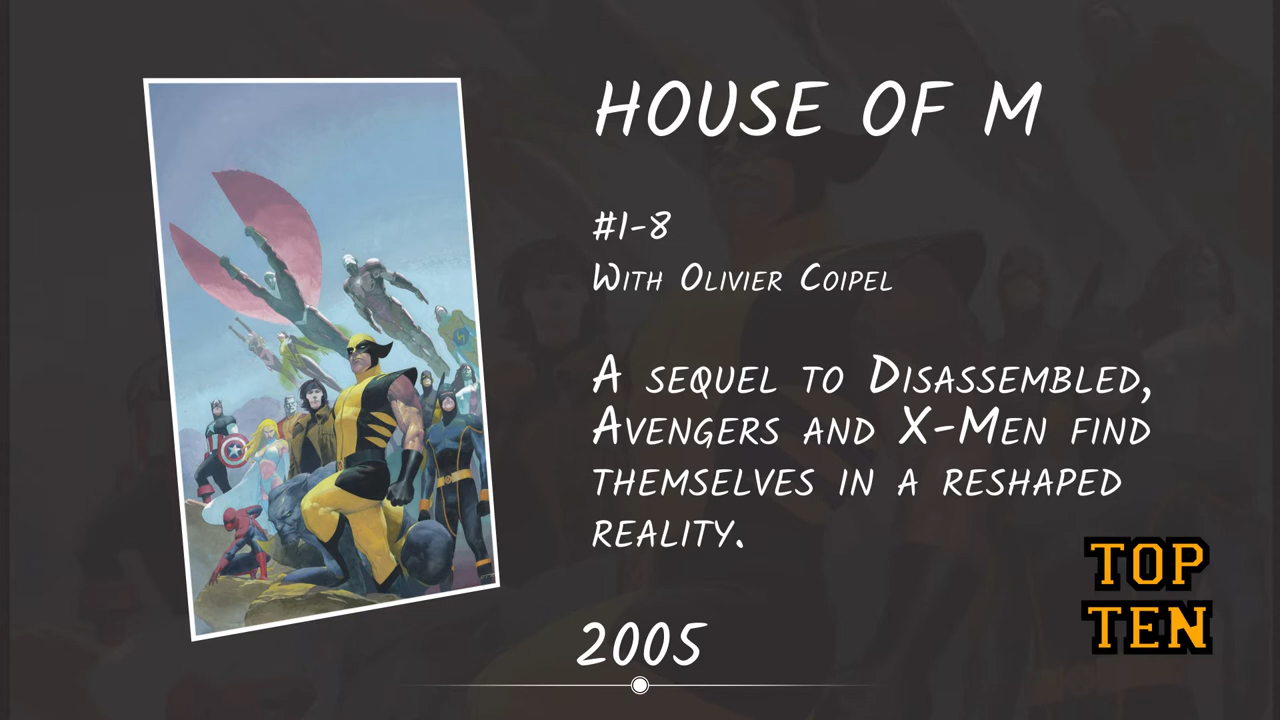 HOUSE OF M
#1-8
WITH OLIVIER COIPEL
A SEQUEL TO DISASSEMBLED,
AVENGERS AND X-MEN FIND
THEMSELVES IN A RESHAPED
REALITY.
TOP
TEN
2005